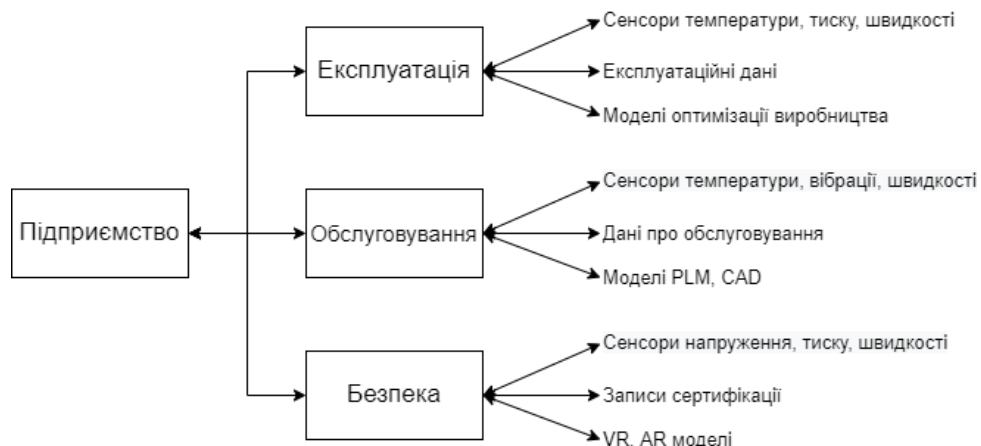 Сенсори температури, тиску, швидкості
Експлуатація
Експлуатаційні дані
Моделі оптимізації виробництва
Сенсори температури, вібрації, швидкості
Підприємство
Обслуговування
Дані про обслуговування
Моделі PLM, CAD
Сенсори напруження, тиску, швидкості
Безпека
Записи сертифікації
VR, AR моделі